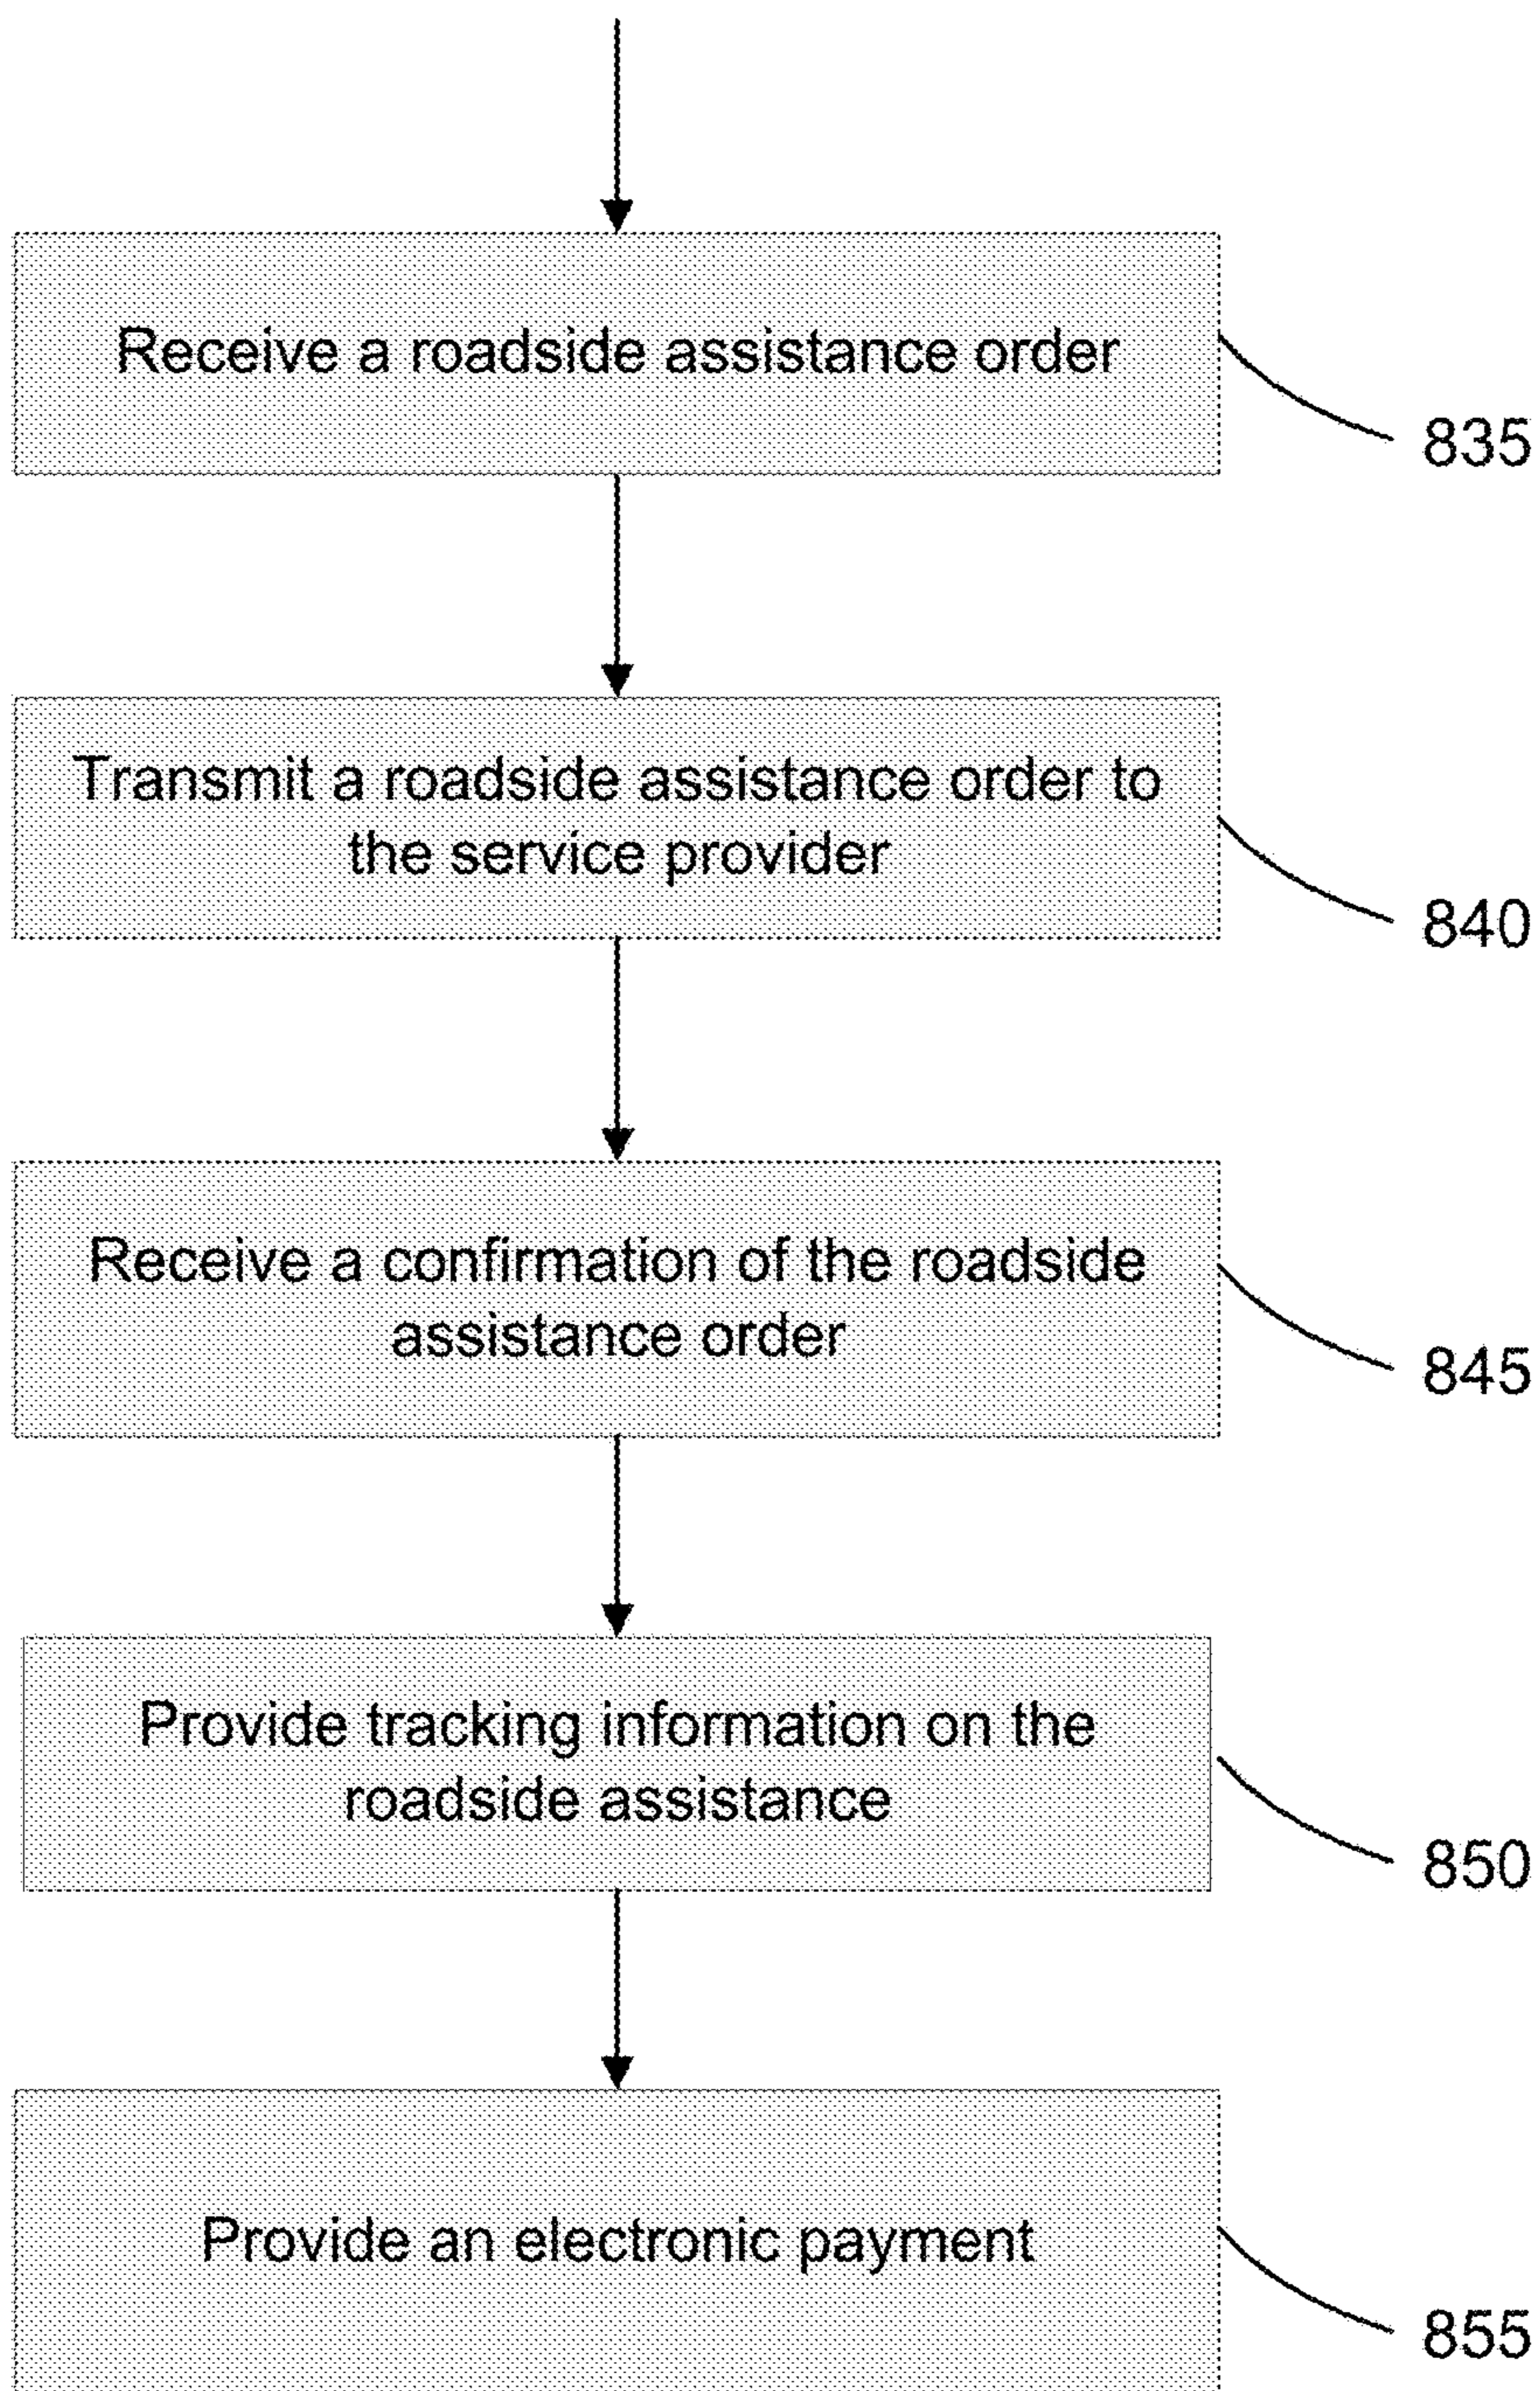 Receive a roadside assistance order
835
Transmit a roadside assistance order to
the service provider
840
Receive a confirmation of the roadside
assistance order
845
Provide tracking information on the
roadside assistance
850
Provide an electronic payment
855